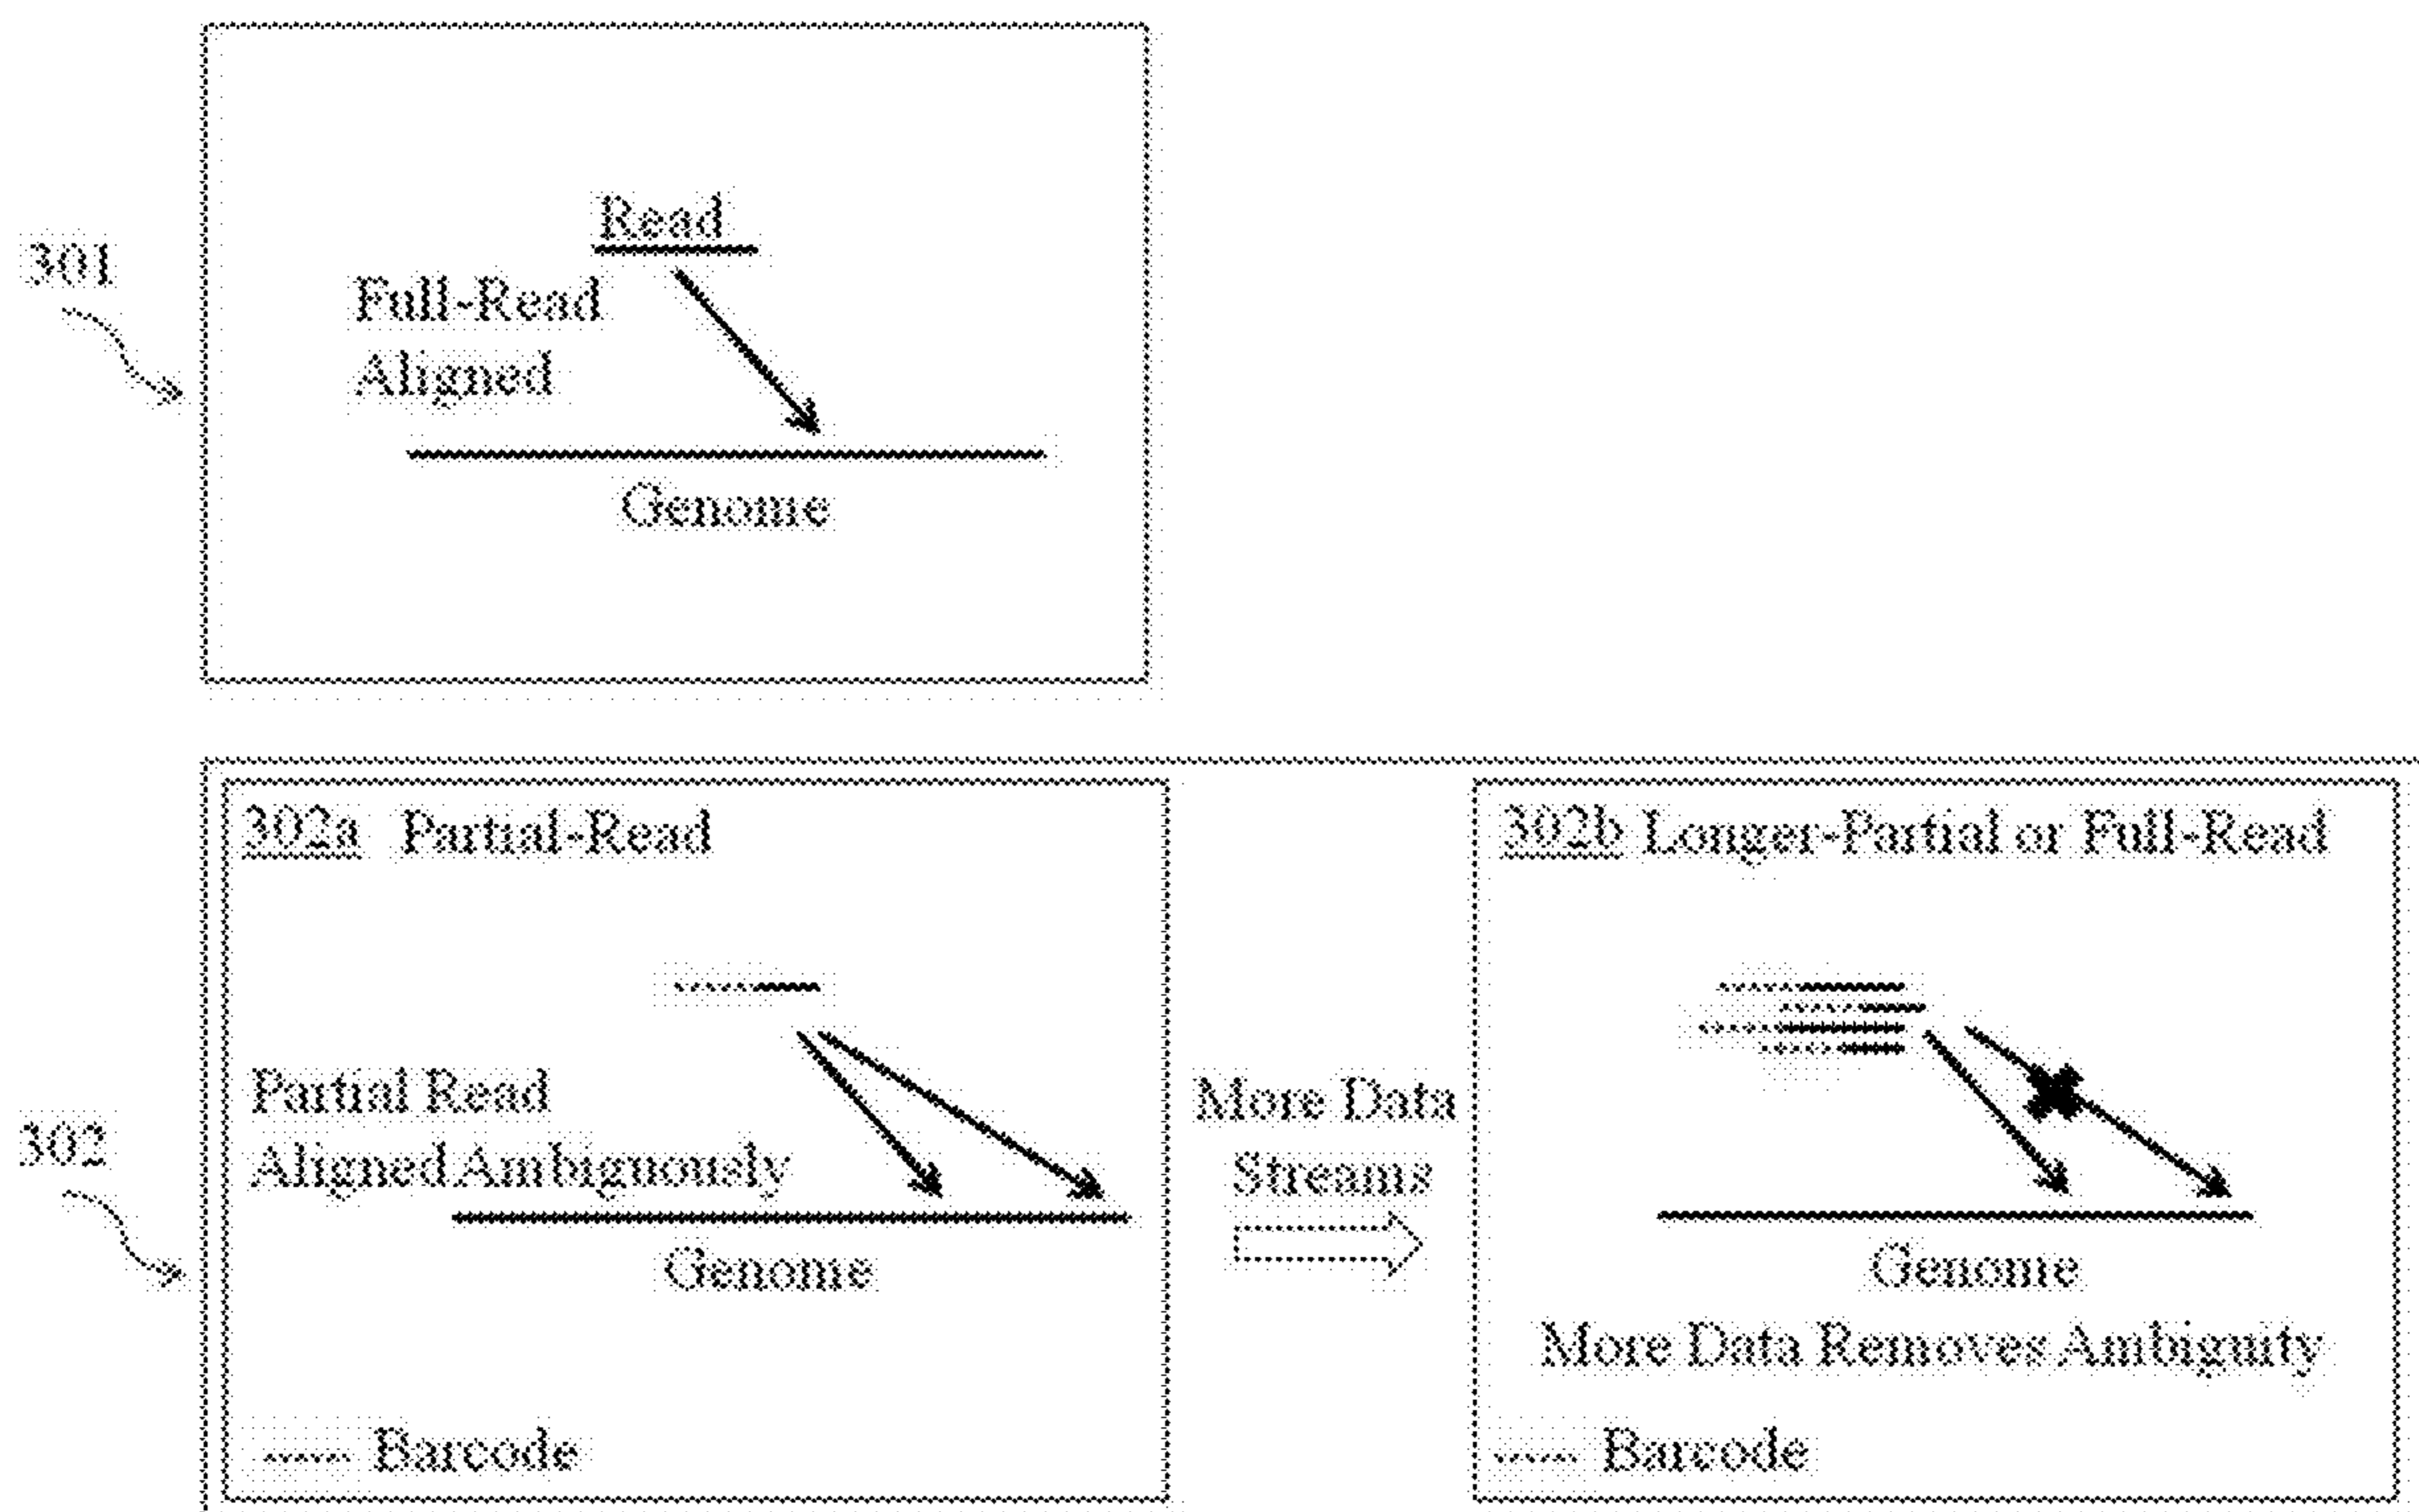 301
Read
Full-Read
Aligned
Genome
302
302a Partial-Read
Partial Read
Aligned Ambiguously
Genome
Barcode
More Data
Streams
302b Longer-Partial or Full-Read
Genome
More Data Removes Ambiguity
Barcode